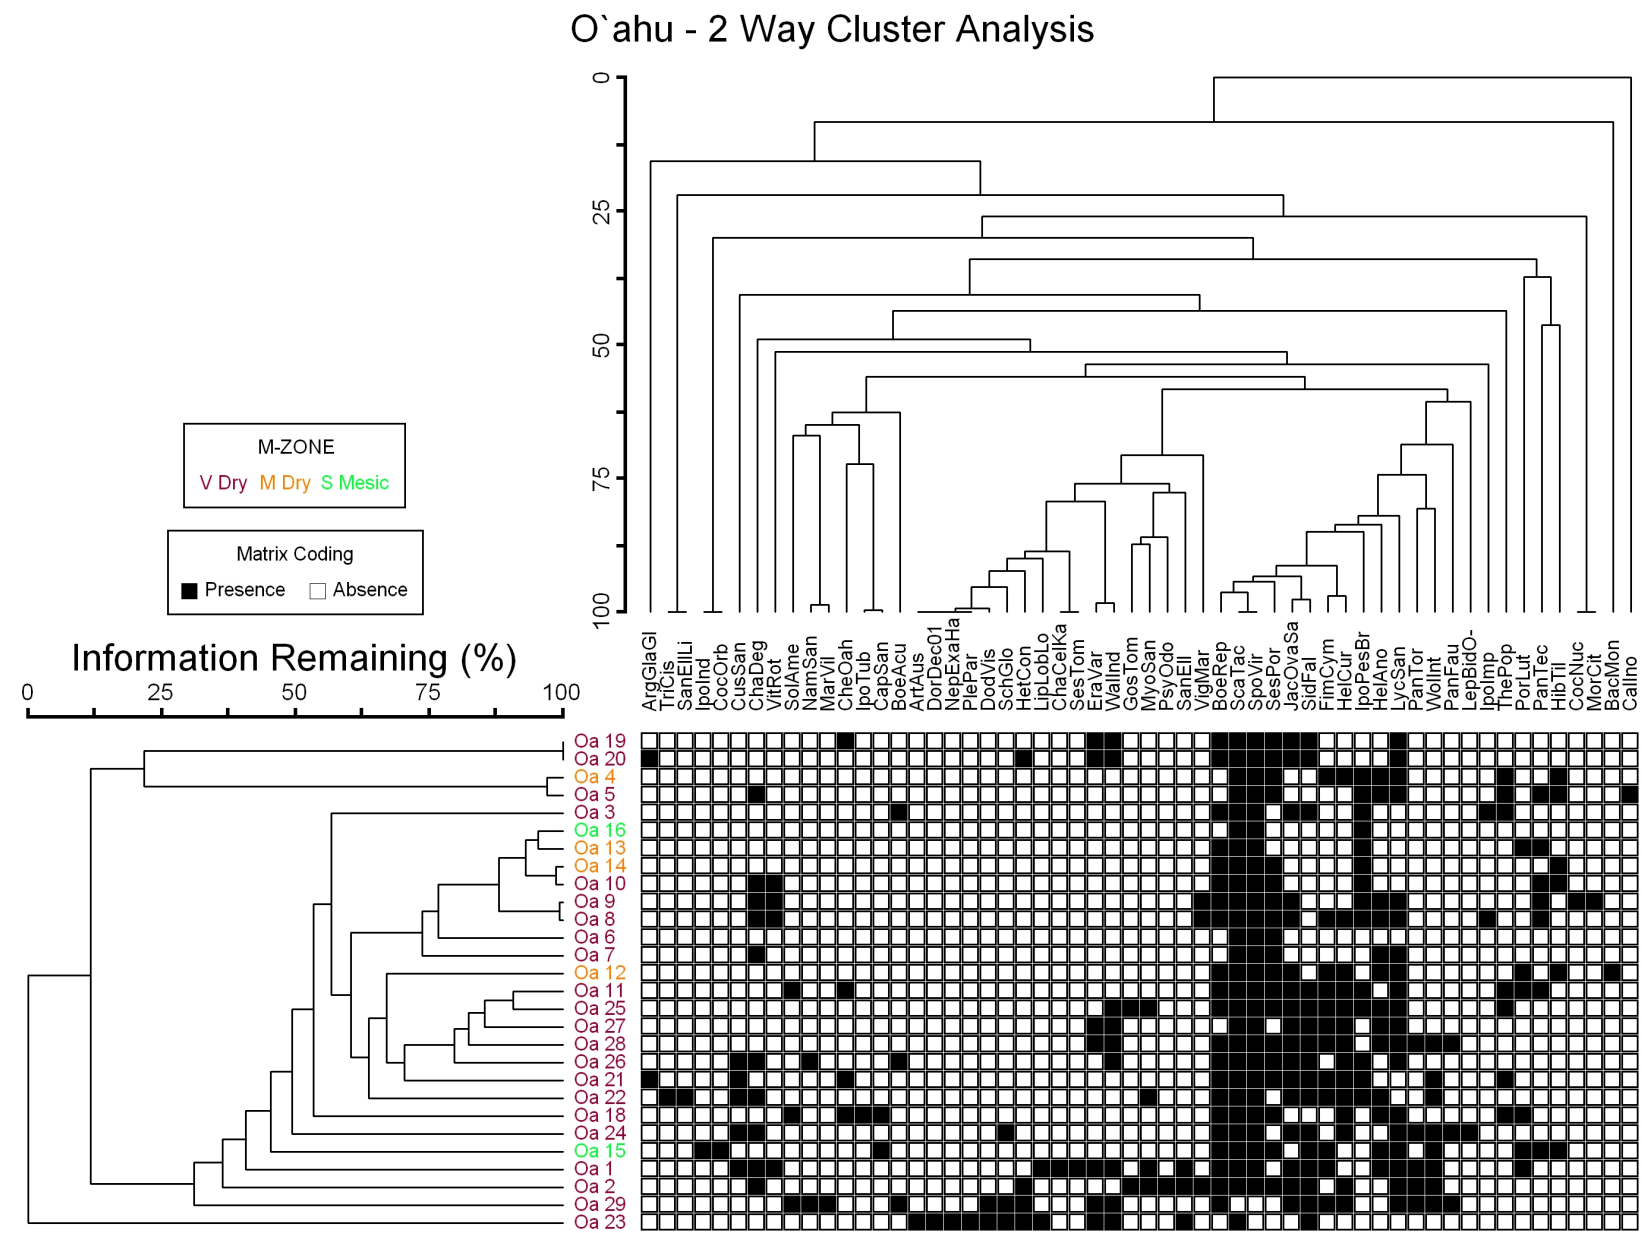 O`ahu - 2 Way Cluster Analysis
0
25
50
75
100
M-ZONE
V Dry M Dry S Mesic
Matrix Coding
Presence Absence
Information Remaining (%)
0 25 50 75 100
ArgGlaGl
TriCis
SanEllLi
IpoInd
CocOrb
CusSan
ChaDeg
VitRot
SolAme
NamSan
MarVil
CheOah
IpoTub
CapSan
BoeAcu
ArtAus
DorDec01
NepExaHa
PlePar
DodVis
SchGlo
HetCon
LipLobLo
ChaCelKa
SesTom
EraVar
WalInd
GosTom
MyoSan
PsyOdo
SanEll
VigMar
BoeRep
ScaTac
SpoVir
SesPor
JacOvaSa
SidFal
FimCym
HelCur
IpoPesBr
HelAno
LycSan
PanTor
WolInt
PanFau
LepBidO-
IpoImp
ThePop
PorLut
PanTec
HibTil
CocNuc
MorCit
BacMon
CalIno
Oa 19
Oa 20
Oa 4
Oa 5
Oa 3
Oa 16
Oa 13
Oa 14
Oa 10
Oa 9
Oa 8
Oa 6
Oa 7
Oa 12
Oa 11
Oa 25
Oa 27
Oa 28
Oa 26
Oa 21
Oa 22
Oa 18
Oa 24
Oa 15
Oa 1
Oa 2
Oa 29
Oa 23